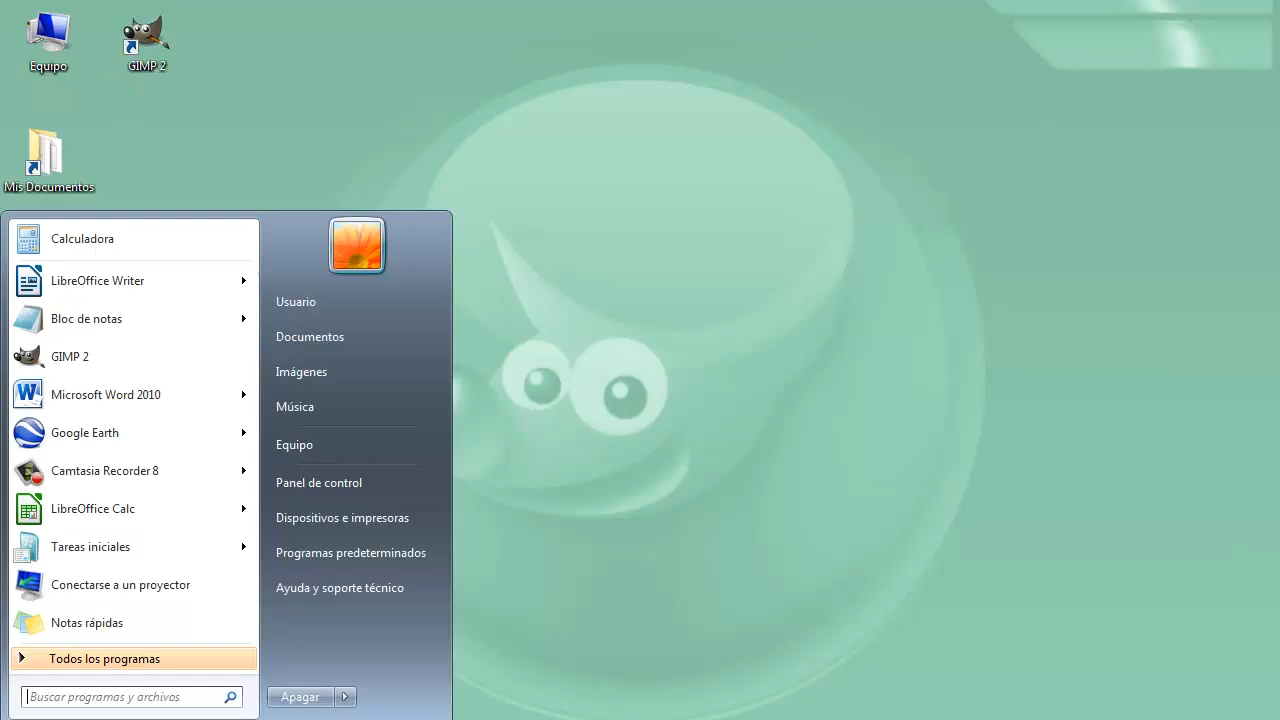 Equipo
GIMP 2
Mis Documentos
Calculadora
LibreOffice Writer
Bloc de notas
GIMP 2
Microsoft Word 2010
Google Earth
Camtasia Recorder 8
LibreOffice Calc
Tareas iniciales
Conectarse a un proyector
Notas rápidas
Todos los programas
Buscar programas y archivos
Usuario
Documentos
Imágenes
Música
Equipo
Panel de control
Dispositivos e impresoras
Programas predeterminados
Ayuda y soporte técnico
Apagar